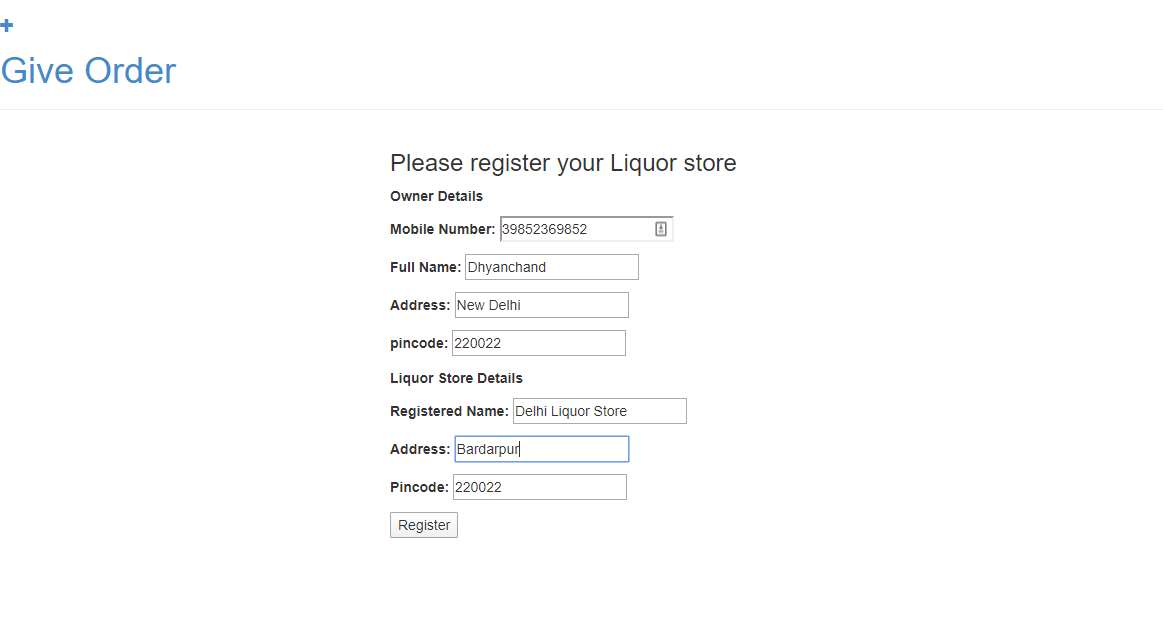 Give Order
Please register your Liquor store
Owner Details
Mobile Number: 39852369852
Full Name: Dhyanchand
Address: New Delhi
pincode: 220022
Liquor Store Details
Registered Name: Delhi Liquor Store
Address: Bardarpur
Pincode: 220022
Register